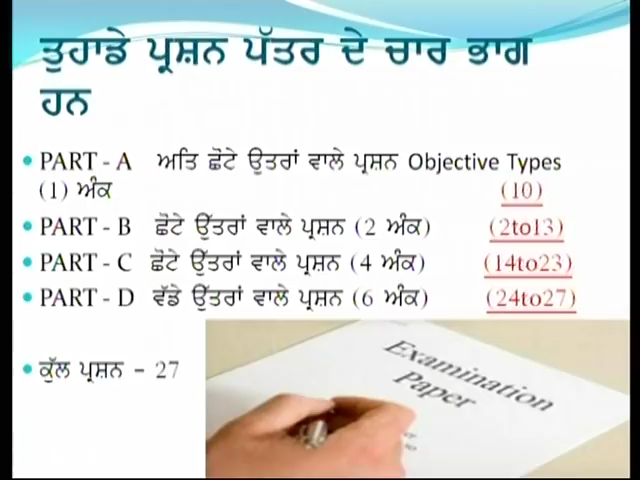 ਤੁਹਾਡੇ ਪ੍ਰਸ਼ਨ ਪੱਤਰ ਦੇ ਚਾਰ ਭਾਗ
ਹਨ
• PART - A ਅਤਿ ਛੋਟੇ ਉਤਰਾਂ ਵਾਲੇ ਪ੍ਰਸ਼ਨ Objective Types
(1) ਅੰਕ (10)
• PART - B ਛੋਟੇ ਉੱਤਰਾਂ ਵਾਲੇ ਪ੍ਰਸ਼ਨ (2 ਅੰਕ) (2to13)
• PART - C ਛੋਟੇ ਉੱਤਰਾਂ ਵਾਲੇ ਪ੍ਰਸ਼ਨ (4 ਅੰਕ) (14to23)
• PART - D ਵੱਡੇ ਉੱਤਰਾਂ ਵਾਲੇ ਪ੍ਰਸ਼ਨ (6 ਅੰਕ) (24to27)
• ਕੁੱਲ ਪ੍ਰਸ਼ਨ - 27
Examination
Paper